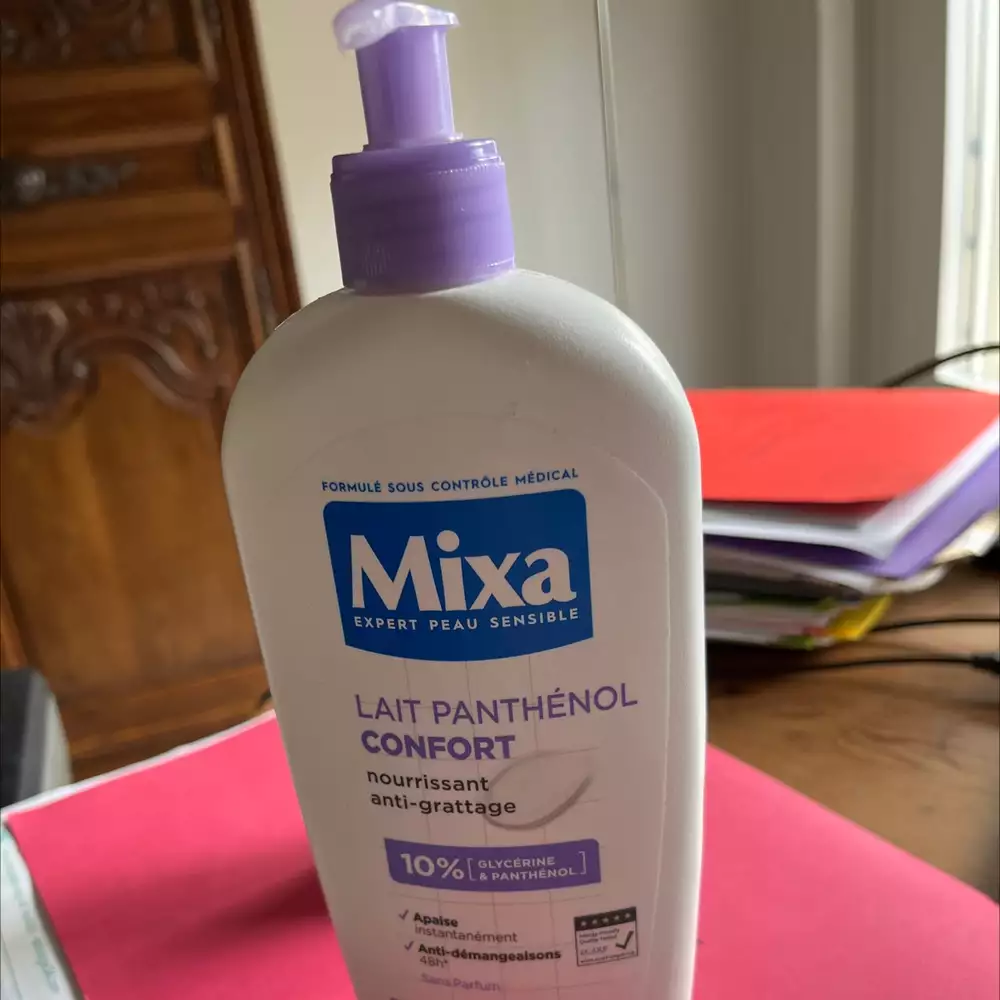 FORMULÉ SOUS CONTRÔLE MÉDICAL
Mixa
EXPERT PEAU SENSIBLE
LAIT PANTHÉNOL
CONFORT
nourrissant
anti-grattage
10% [GLYCÉRINE
& PANTHÉNOL]
Apaise
instantanément
Anti-démangeaisons
48h*
Sans Parfum